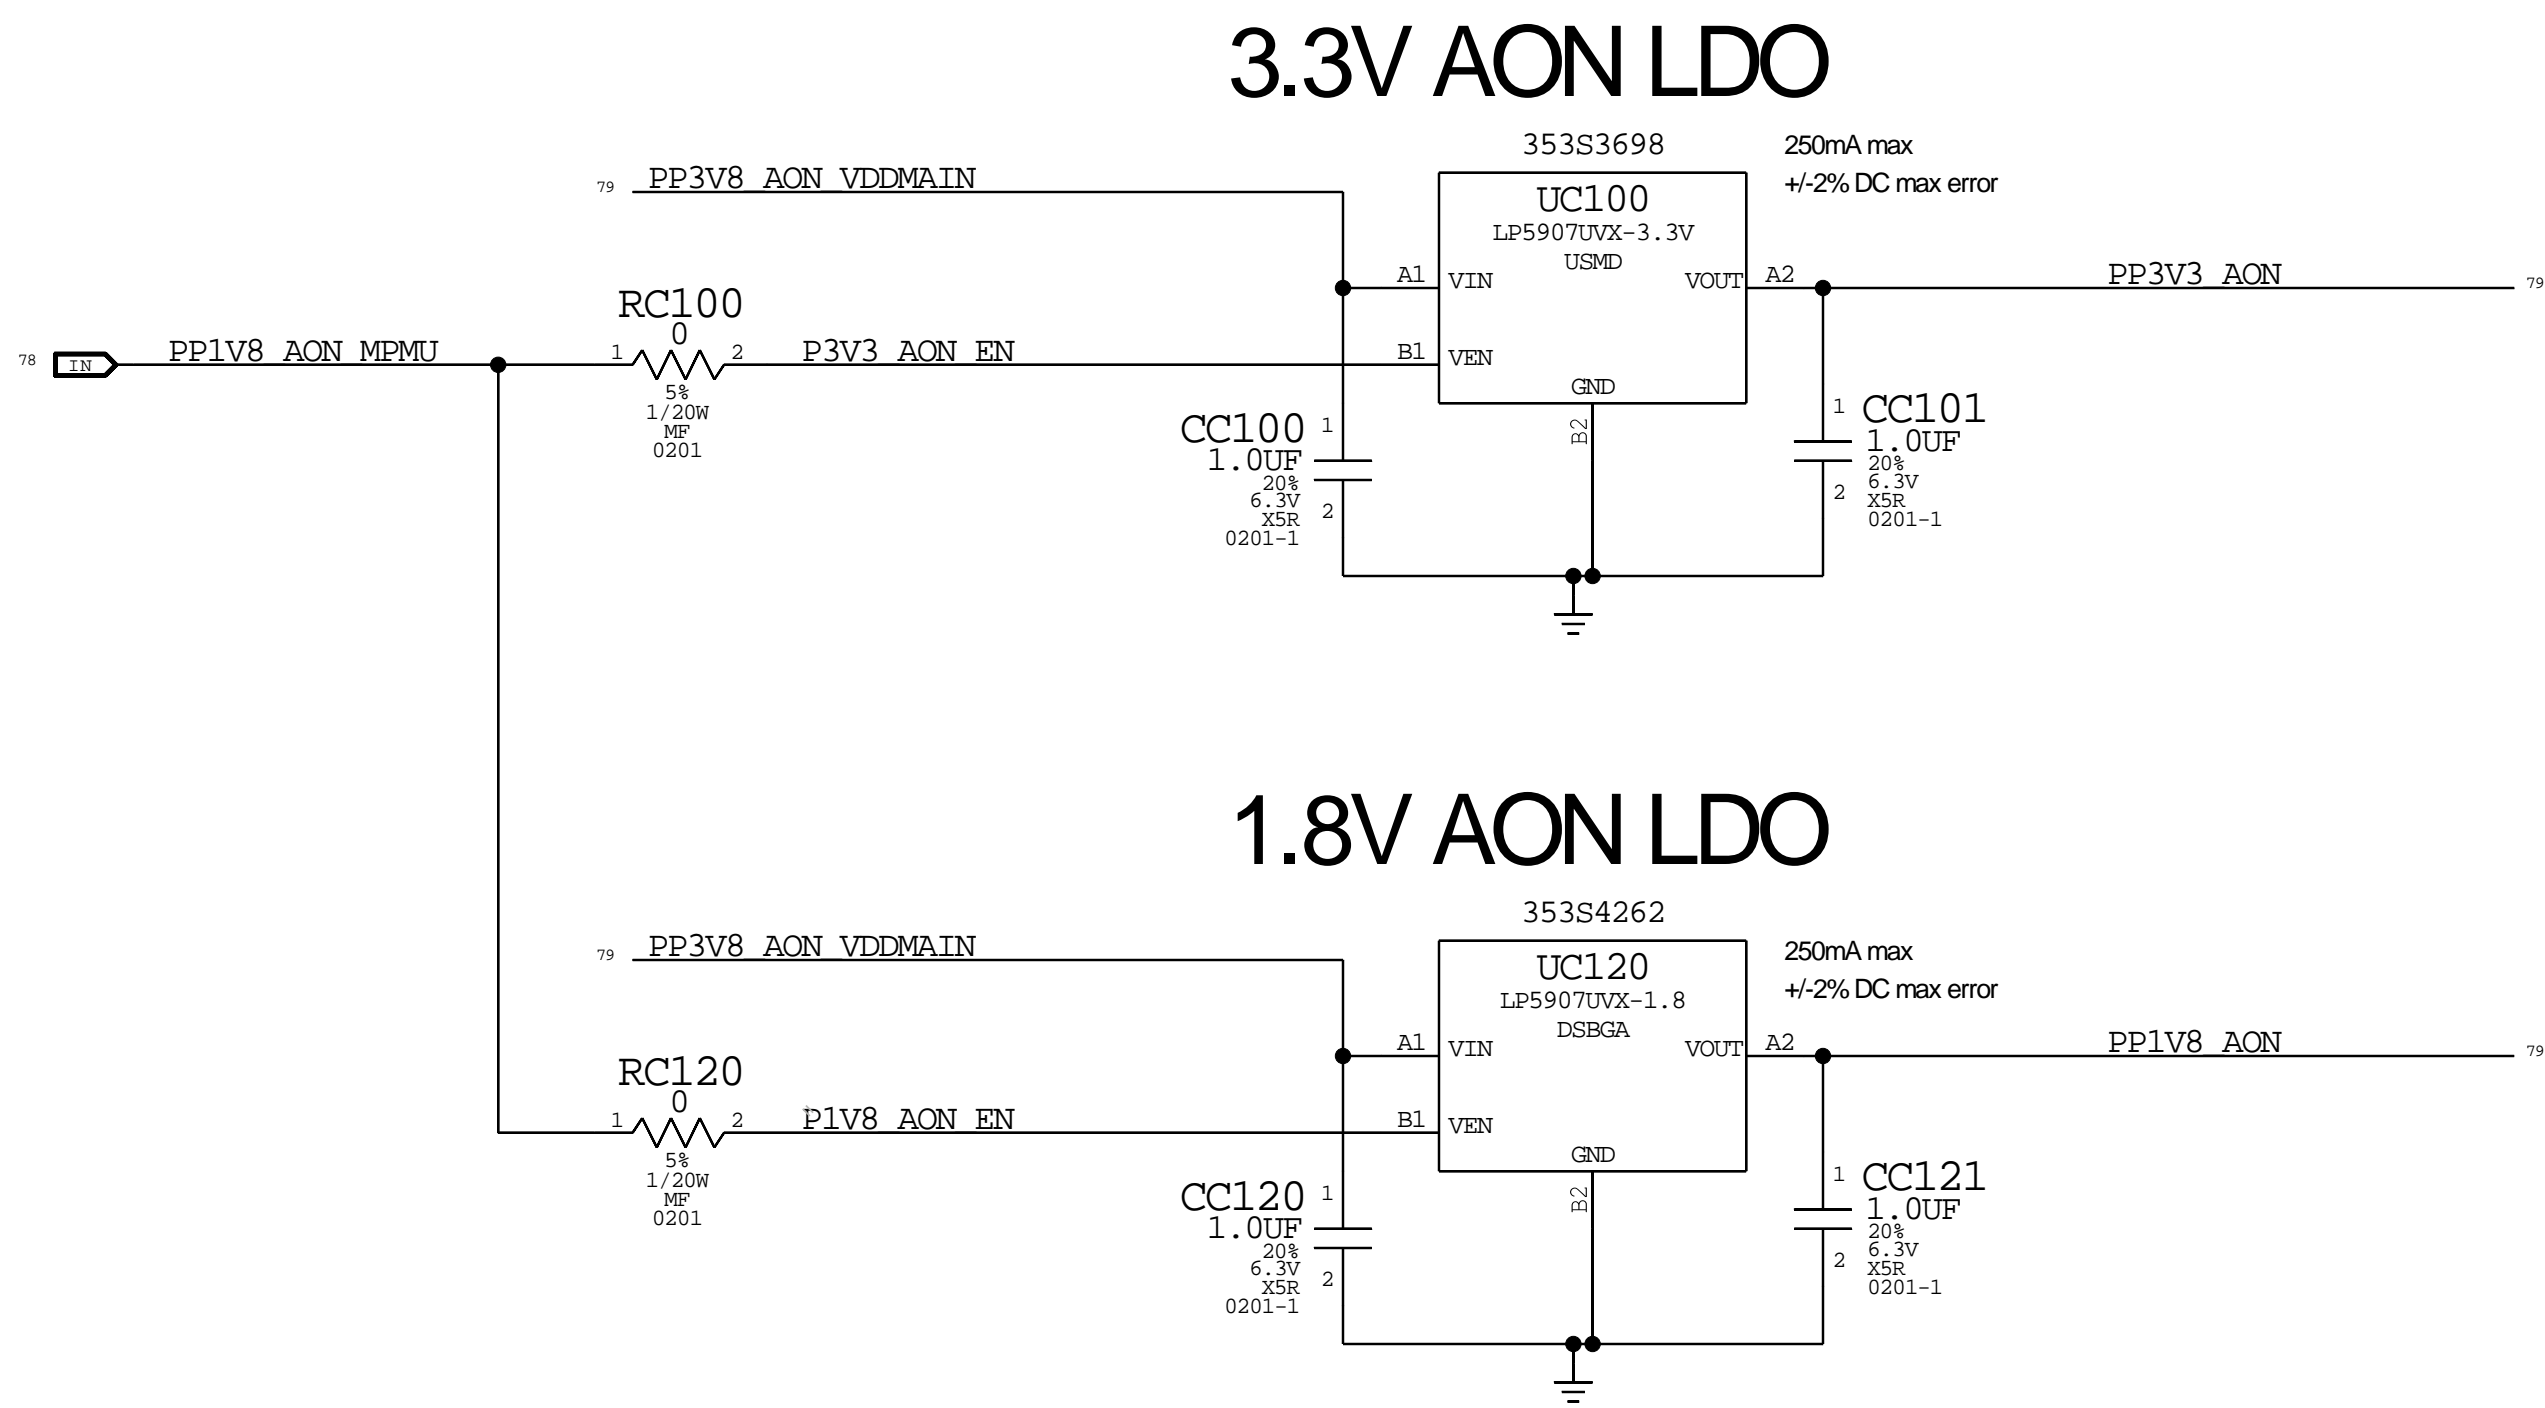 3.3V AON LDO
353S3698
250mA max
+/-2% DC max error
79 PP3V8_AON_VDDMAIN
UC100
LP5907UVX-3.3V
USMD
A1 VIN
VOUT A2
PP3V3_AON 79
RC100
0
78 IN PP1V8_AON_MPMU
1 2
P3V3_AON_EN
B1 VEN
5%
1/20W
MF
0201
GND
B2
CC100 1
1.0UF
20%
6.3V
X5R 2
0201-1
1 CC101
1.0UF
20%
6.3V
2 X5R
0201-1
1.8V AON LDO
353S4262
250mA max
+/-2% DC max error
79 PP3V8_AON_VDDMAIN
UC120
LP5907UVX-1.8
DSBGA
A1 VIN
VOUT A2
PP1V8_AON 79
RC120
0
1 2
P1V8_AON_EN
B1 VEN
5%
1/20W
MF
0201
GND
B2
CC120 1
1.0UF
20%
6.3V
X5R 2
0201-1
1 CC121
1.0UF
20%
6.3V
2 X5R
0201-1